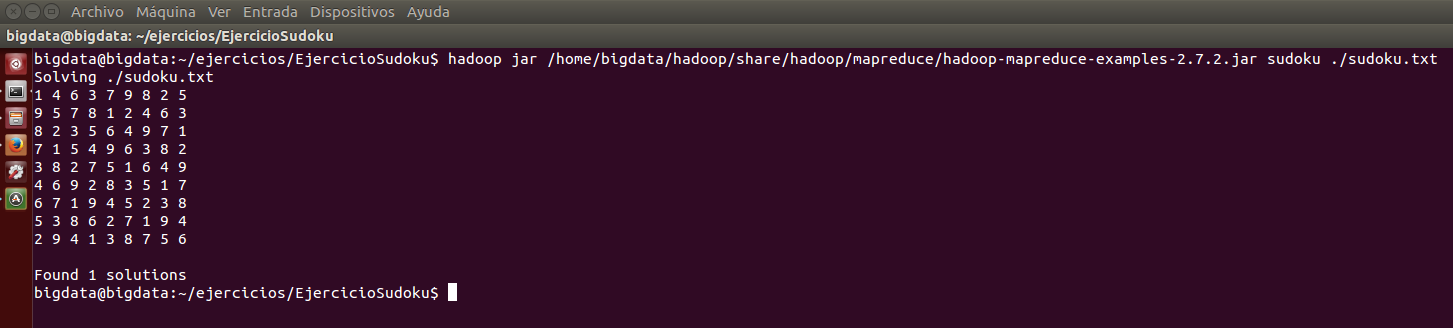 Archivo Máquina Ver Entrada Dispositivos Ayuda
bigdata@bigdata: ~/ejercicios/EjercicioSudoku
bigdata@bigdata:~/ejercicios/EjercicioSudoku$ hadoop jar /home/bigdata/hadoop/share/hadoop/mapreduce/hadoop-mapreduce-examples-2.7.2.jar sudoku ./sudoku.txt
Solving ./sudoku.txt
1 4 6 3 7 9 8 2 5
9 5 7 8 1 2 4 6 3
8 2 3 5 6 4 9 7 1
7 1 5 4 9 6 3 8 2
3 8 2 7 5 1 6 4 9
4 6 9 2 8 3 5 1 7
6 7 1 9 4 5 2 3 8
5 3 8 6 2 7 1 9 4
2 9 4 1 3 8 7 5 6
Found 1 solutions
bigdata@bigdata:~/ejercicios/EjercicioSudoku$